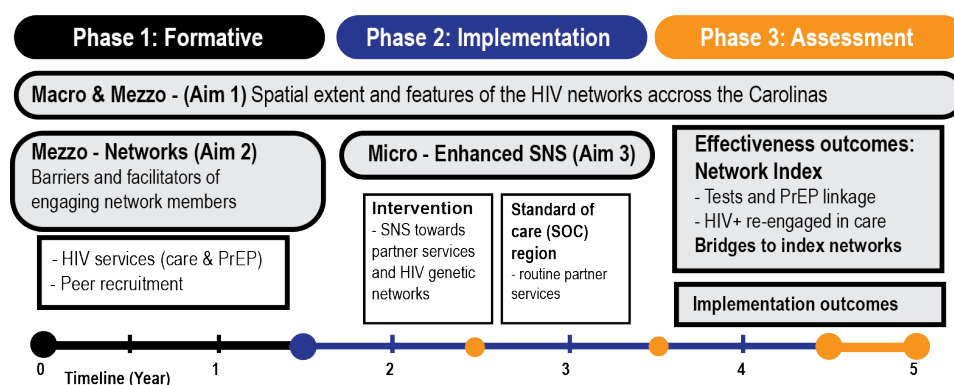 Phase 1: Formative
Phase 2: Implementation
Phase 3: Assessment
Macro & Mezzo - (Aim 1) Spatial extent and features of the HIV networks accross the Carolinas
Mezzo - Networks (Aim 2)
Barriers and facilitators of
engaging network members
- HIV services (care & PrEP)
- Peer recruitment
Micro - Enhanced SNS (Aim 3)
Intervention
- SNS towards
partner services
and HIV genetic
networks
Standard of
care (SOC)
region
- routine partner
services
Effectiveness outcomes:
Network Index
- Tests and PrEP linkage
- HIV+ re-engaged in care
Bridges to index networks
Implementation outcomes
0
1
2
3
4
5
Timeline (Year)